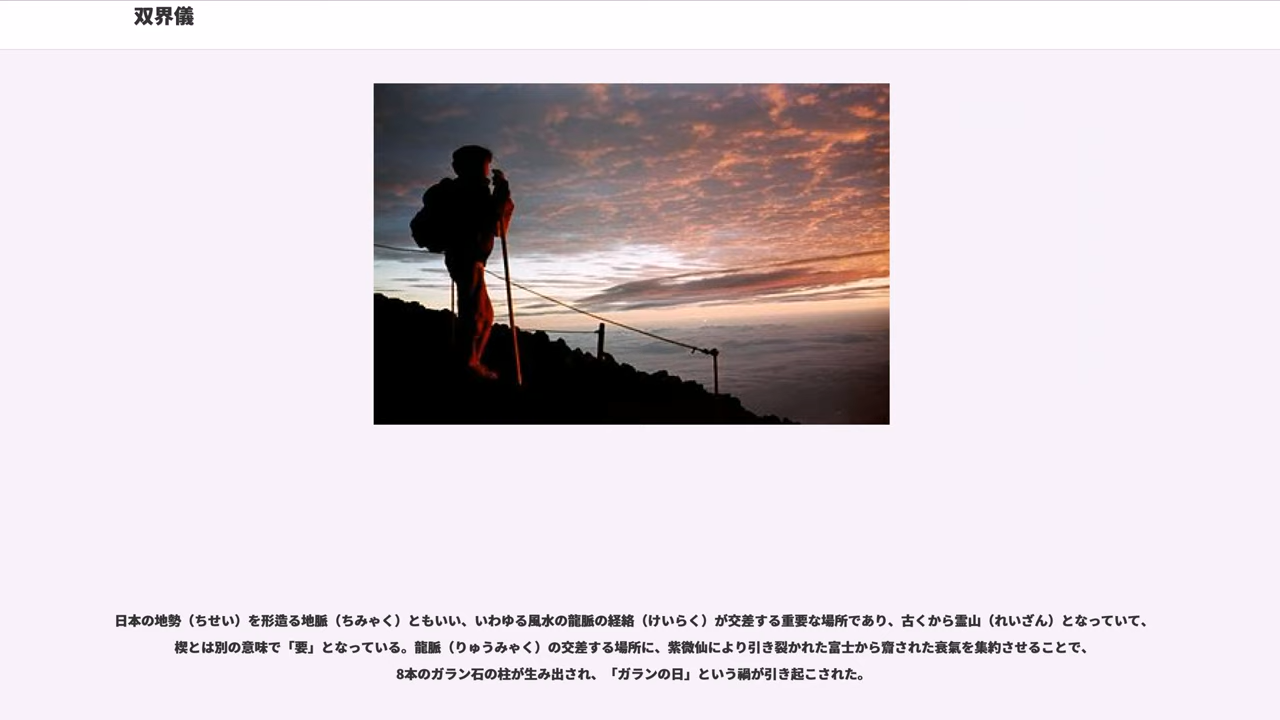 双界儀
日本の地勢（ちせい）を形造る地脈（ちみゃく）ともいい、いわゆる風水の龍脈の経絡（けいらく）が交差する重要な場所であり、古くから霊山（れいざん）となっていて、
楔とは別の意味で「要」となっている。龍脈（りゅうみゃく）の交差する場所に、紫微仙により引き裂かれた富士から齎された衰氣を集約させることで、
8本のガラン石の柱が生み出され、「ガランの日」という禍が引き起こされた。